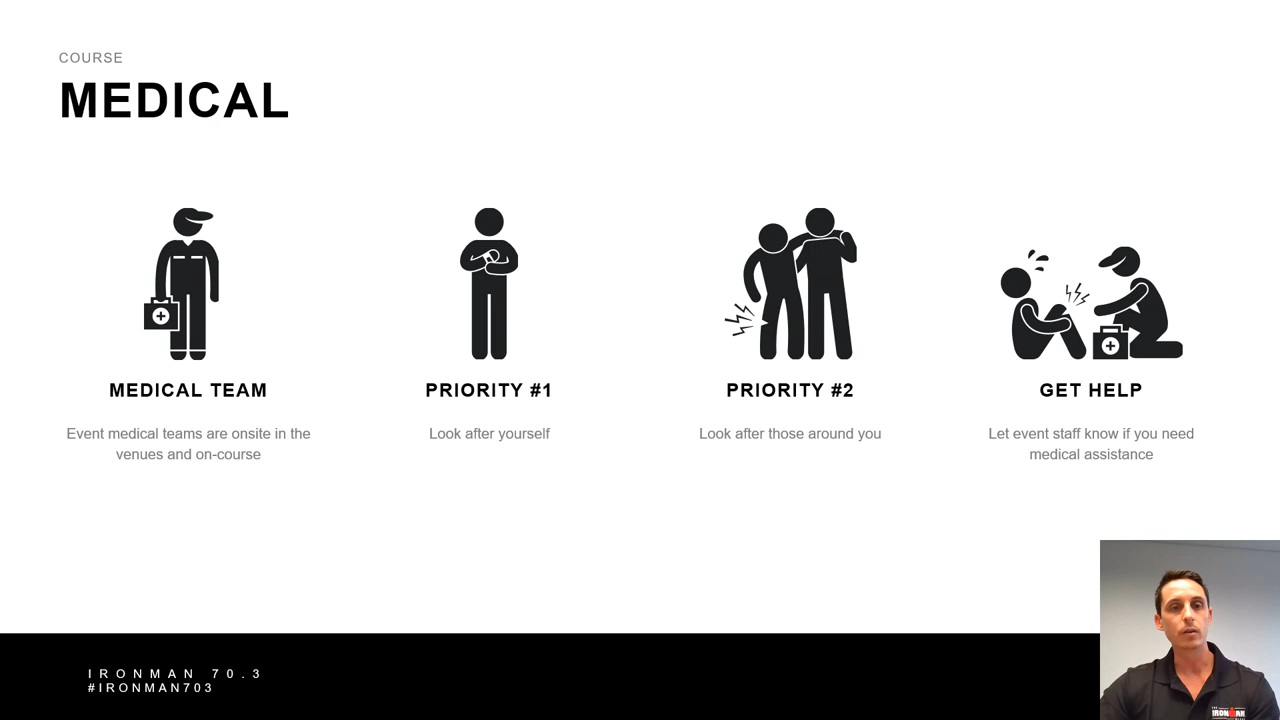 COURSE
MEDICAL
MEDICAL TEAM
Event medical teams are onsite in the
venues and on-course
PRIORITY #1
Look after yourself
PRIORITY #2
Look after those around you
GET HELP
Let event staff know if you need
medical assistance
IRONMAN 70.3
#IRONMAN703
IRONMAN